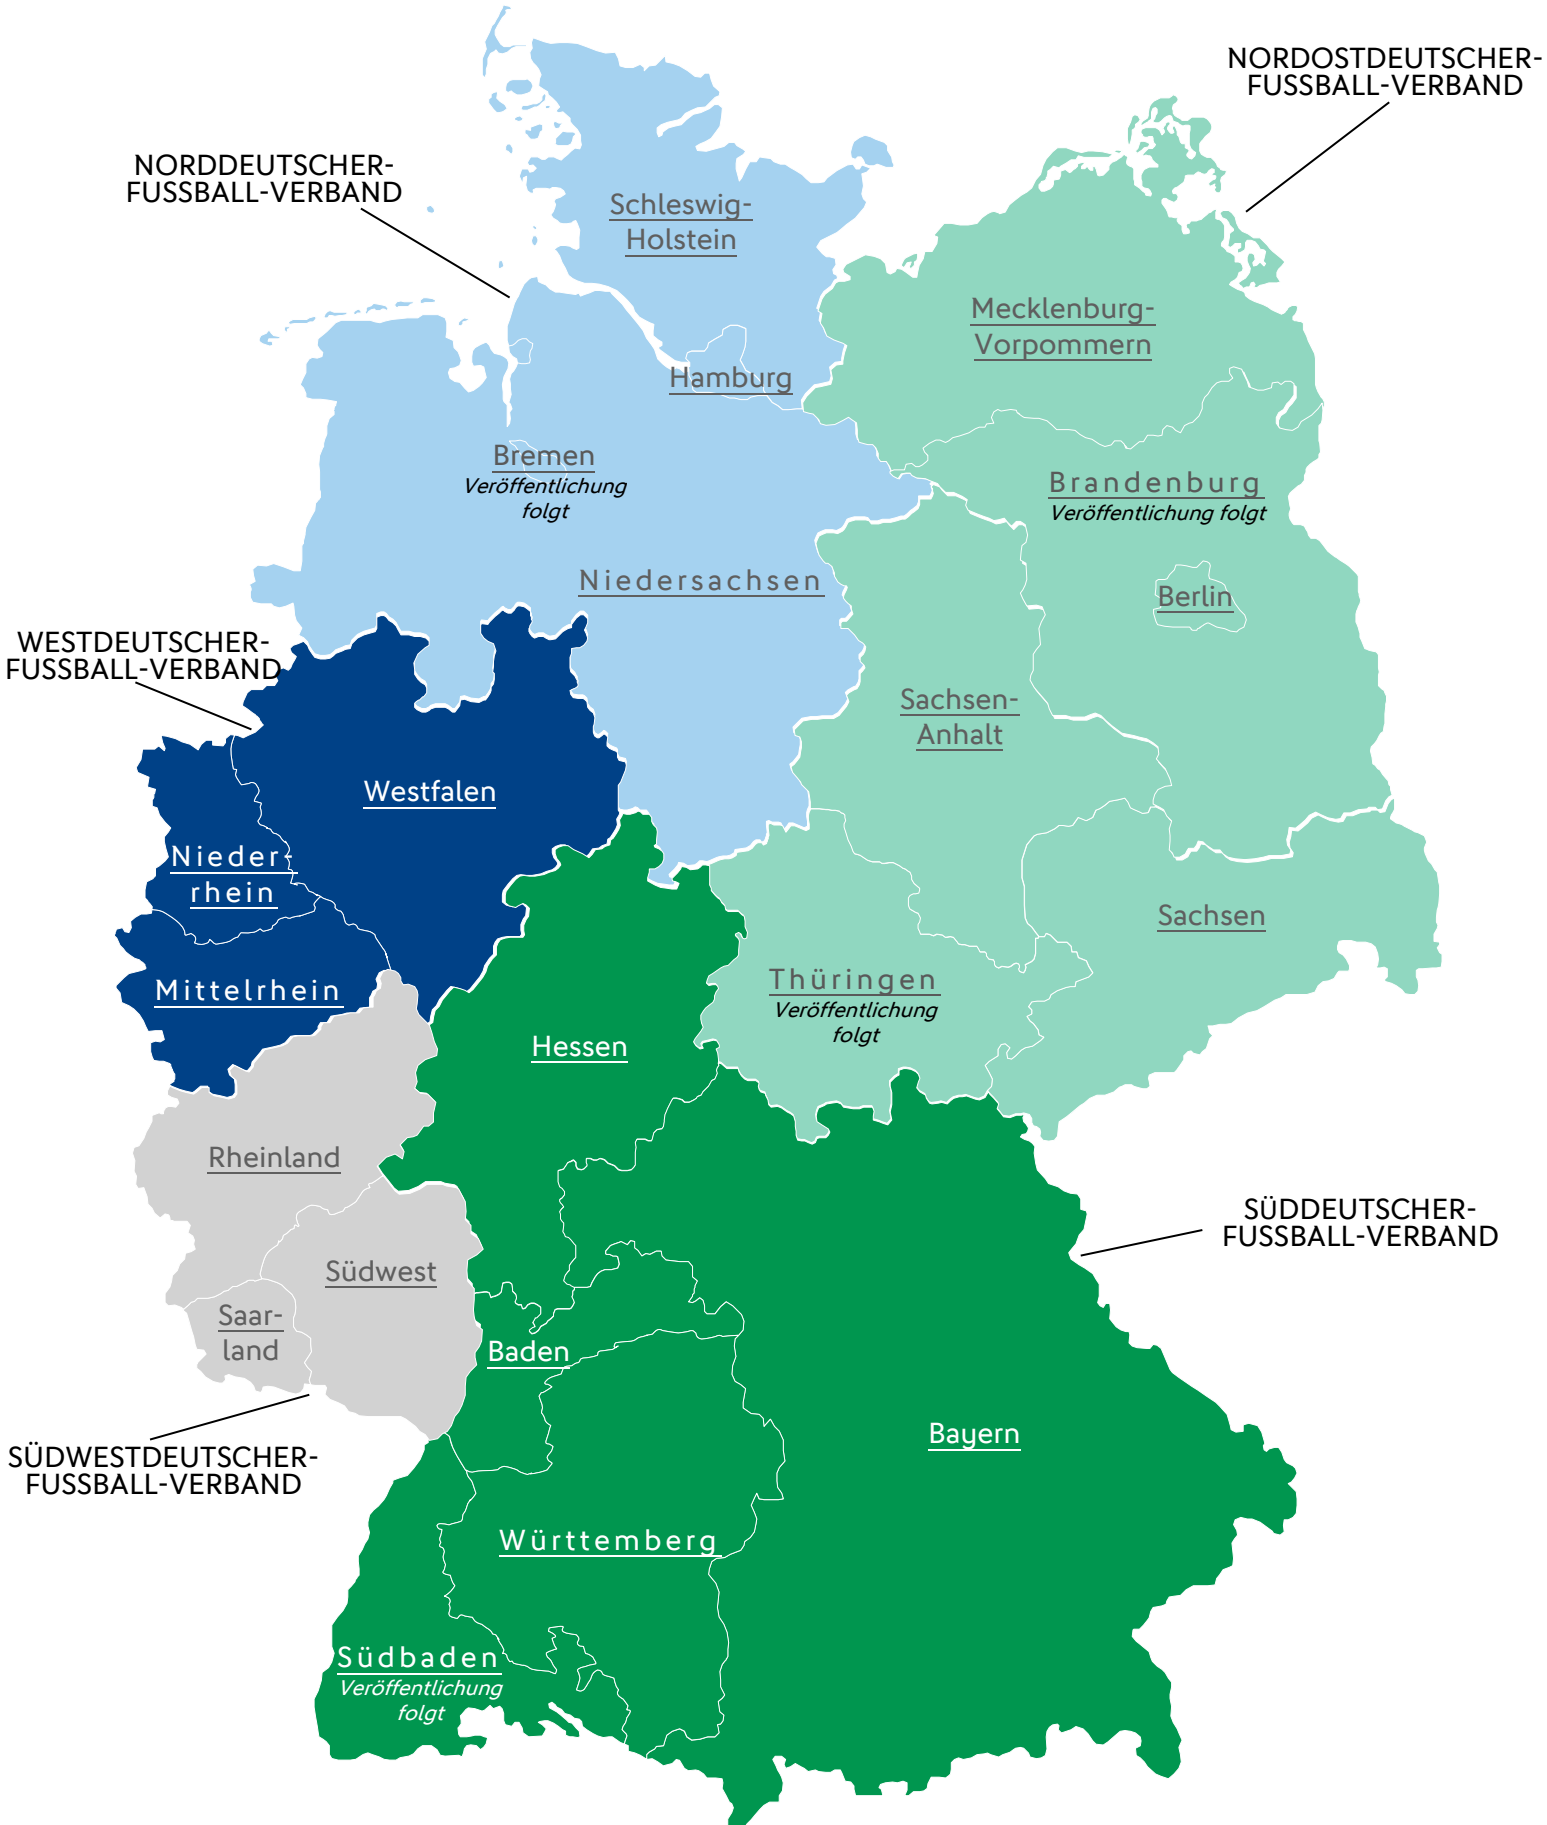 NORDOSTDEUTSCHER-
FUSSBALL-VERBAND
NORDDEUTSCHER-
FUSSBALL-VERBAND
Schleswig-
Holstein
Mecklenburg-
Vorpommern
Hamburg
Bremen
Veröffentlichung
folgt
Brandenburg
Veröffentlichung folgt
Niedersachsen
Berlin
WESTDEUTSCHER-
FUSSBALL-VERBAND
Sachsen-
Anhalt
Westfalen
Nieder-
rhein
Sachsen
Mittelrhein
Thüringen
Veröffentlichung
folgt
Hessen
Rheinland
SÜDDEUTSCHER-
FUSSBALL-VERBAND
Südwest
Saar-
land
Baden
SÜDWESTDEUTSCHER-
FUSSBALL-VERBAND
Bayern
Württemberg
Südbaden
Veröffentlichung
folgt